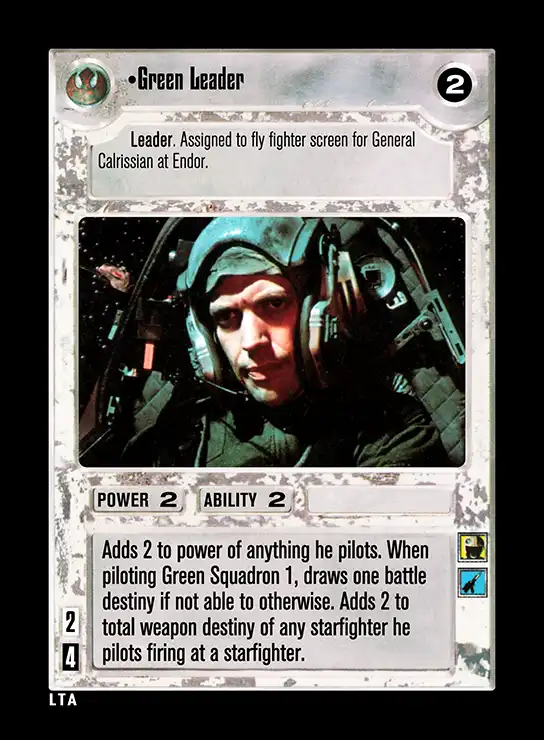 •Green Leader
2
Leader. Assigned to fly fighter screen for General
Calrissian at Endor.
POWER 2 ABILITY 2
Adds 2 to power of anything he pilots. When
piloting Green Squadron 1, draws one battle
destiny if not able to otherwise. Adds 2 to
total weapon destiny of any starfighter he
pilots firing at a starfighter.
2
4
LTA